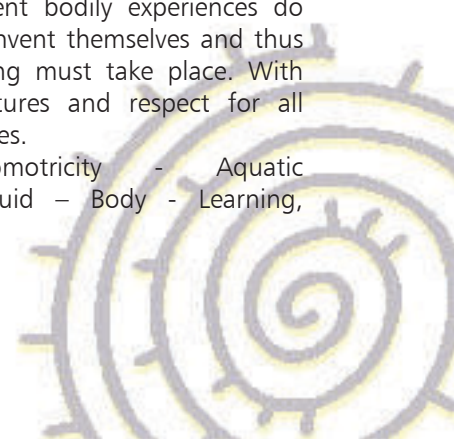 ent bodily experiences do
nvent themselves and thus
ng must take place. With
tures and respect for all
es.
omotricity - Aquatic
uid – Body - Learning,